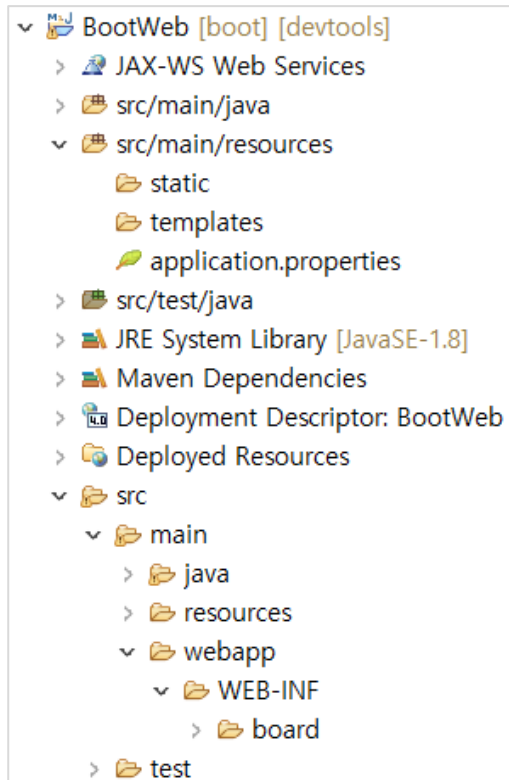 BootWeb [boot] [devtools]
JAX-WS Web Services
src/main/java
src/main/resources
static
templates
application.properties
src/test/java
JRE System Library [JavaSE-1.8]
Maven Dependencies
Deployment Descriptor: BootWeb
Deployed Resources
src
main
java
resources
webapp
WEB-INF
board
test